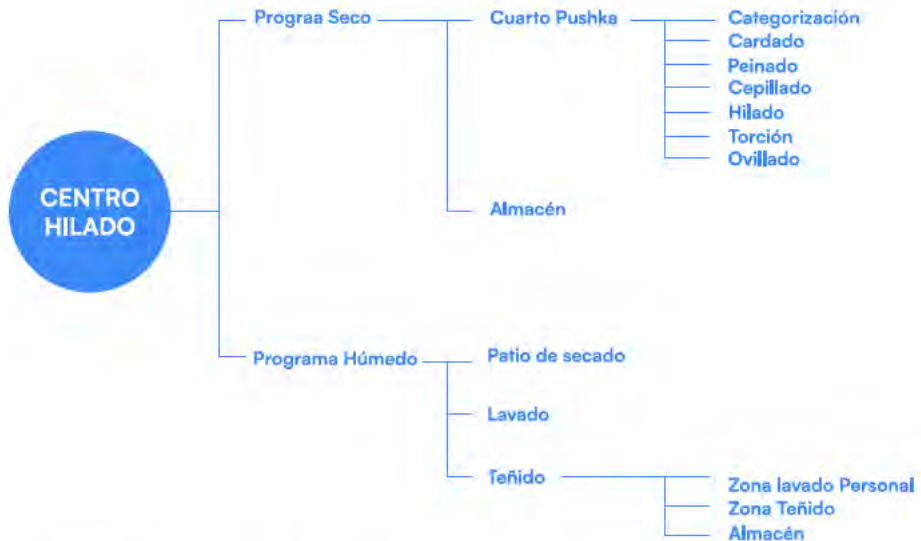 CENTRO
HILADO
Prograa Seco
Cuarto Pushka
Categorización
Cardado
Peinado
Cepillado
Hilado
Torción
Ovillado
Almacén
Programa Húmedo
Patio de secado
Lavado
Teñido
Zona lavado Personal
Zona Teñido
Almacén